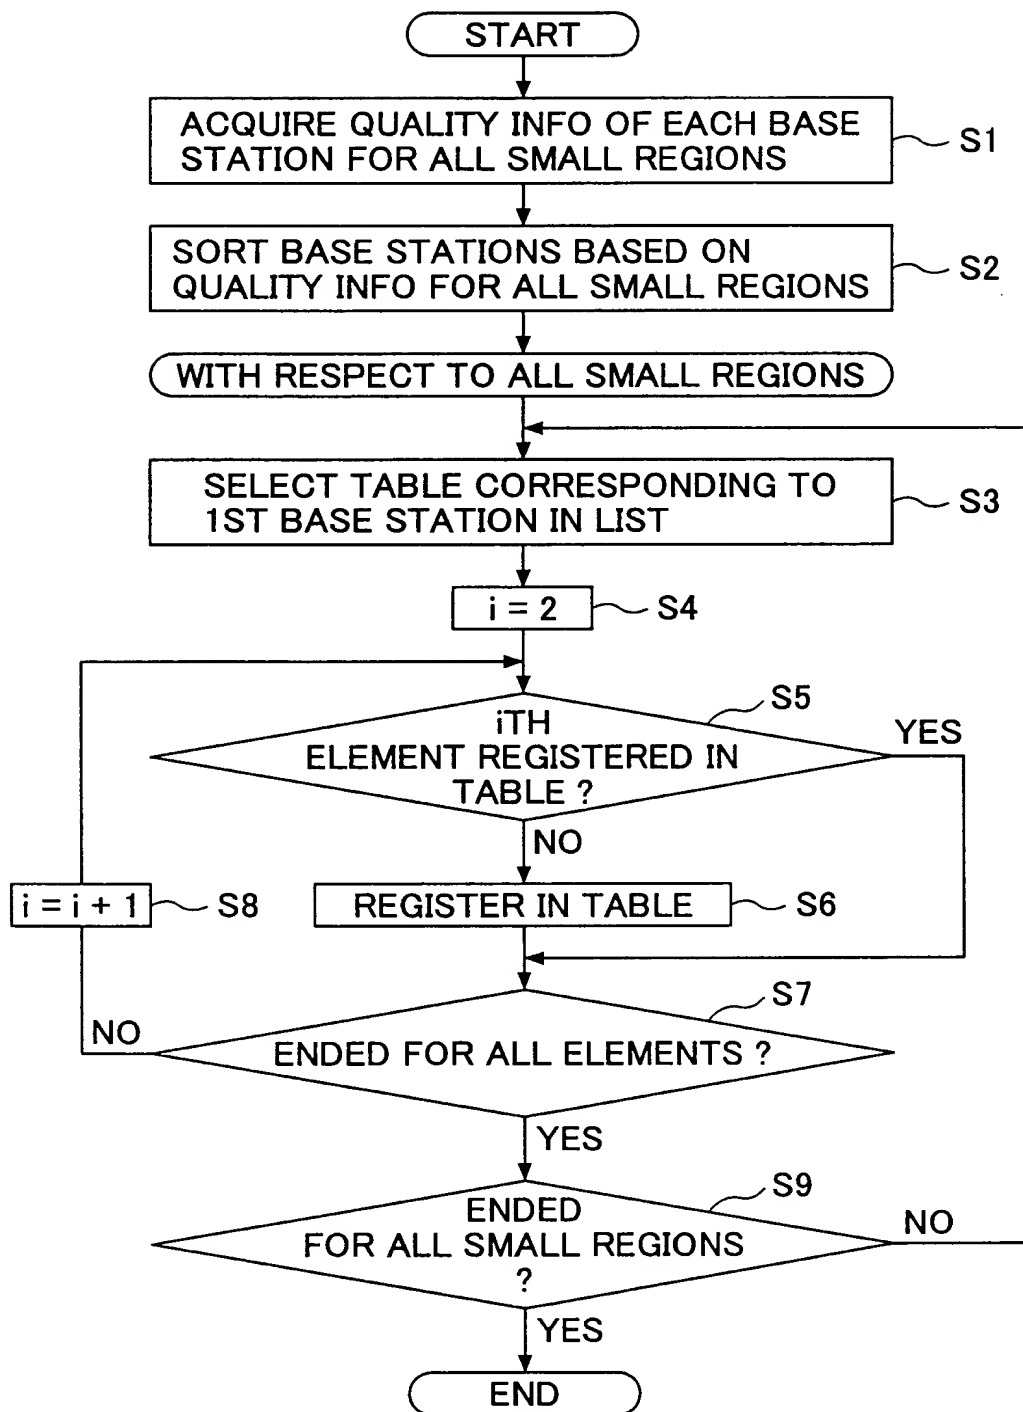 START
ACQUIRE QUALITY INFO OF EACH BASE
STATION FOR ALL SMALL REGIONS
S1
SORT BASE STATIONS BASED ON
QUALITY INFO FOR ALL SMALL REGIONS
S2
WITH RESPECT TO ALL SMALL REGIONS
SELECT TABLE CORRESPONDING TO
1ST BASE STATION IN LIST
S3
i = 2
S4
S5
iTH
ELEMENT REGISTERED IN
TABLE ?
YES
NO
i = i + 1
S8
REGISTER IN TABLE
S6
S7
NO
ENDED FOR ALL ELEMENTS ?
YES
S9
ENDED
FOR ALL SMALL REGIONS
?
NO
YES
END